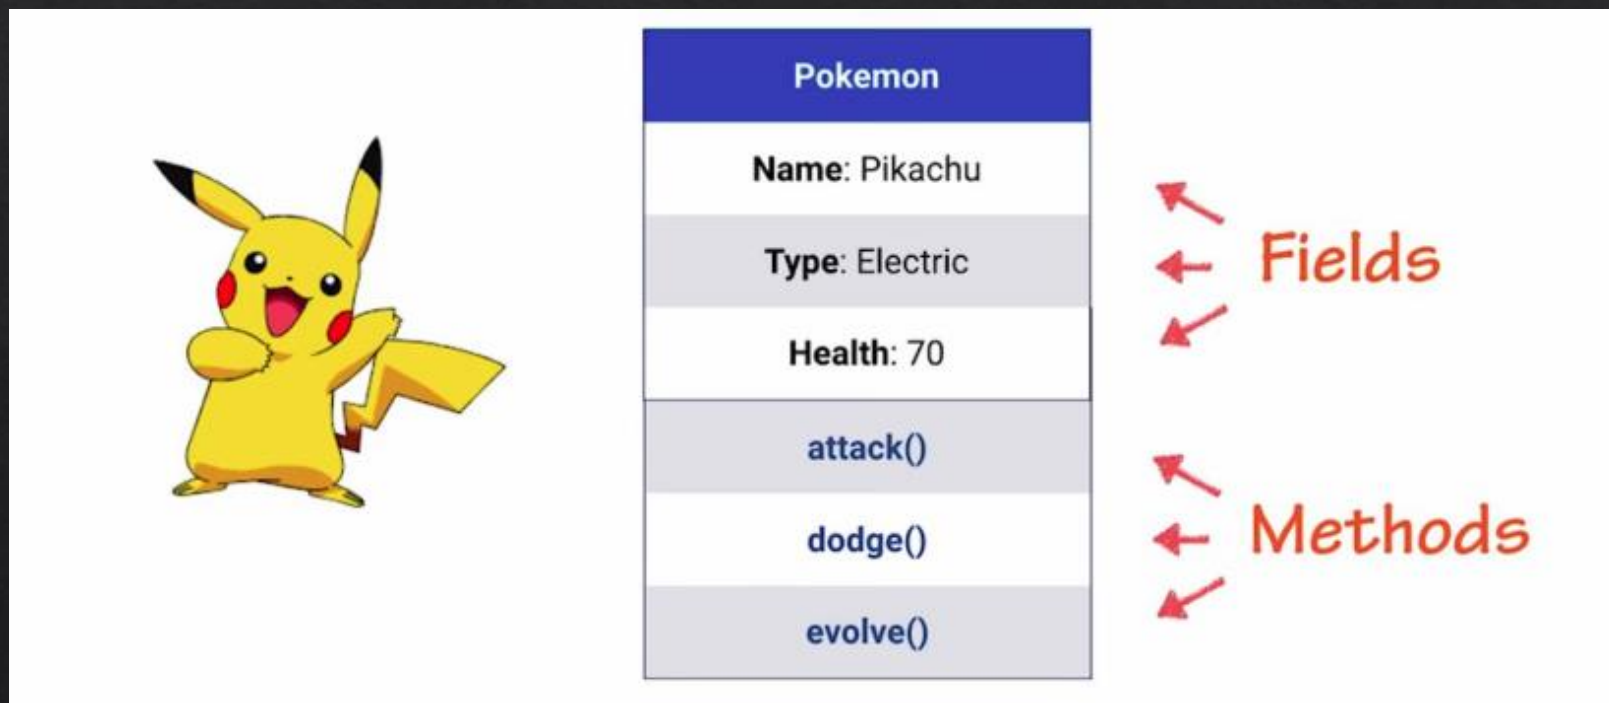 Pokemon
Name: Pikachu
Type: Electric
Health: 70
attack()
dodge()
evolve()
Fields
Methods